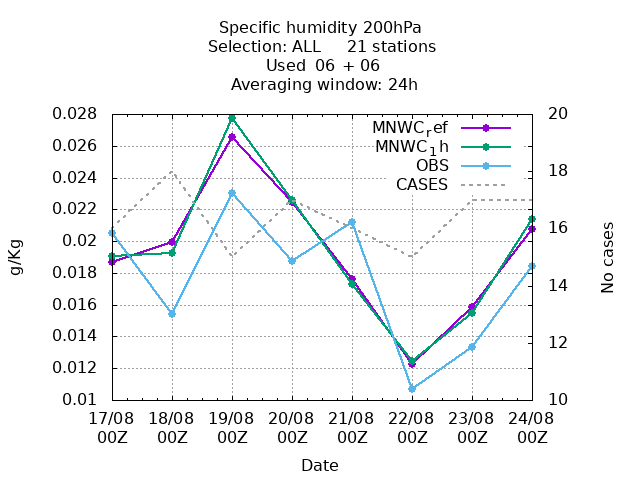 Specific humidity 200hPa
Selection: ALL 21 stations
Used 06 + 06
Averaging window: 24h
0.028
0.026
0.024
0.022
0.02
0.018
0.016
0.014
0.012
0.01
g/Kg
MNWCref
MNWC1h
OBS
CASES
20
18
16
14
12
10
No cases
17/08 18/08 19/08 20/08 21/08 22/08 23/08 24/08
00Z 00Z 00Z 00Z 00Z 00Z 00Z 00Z
Date